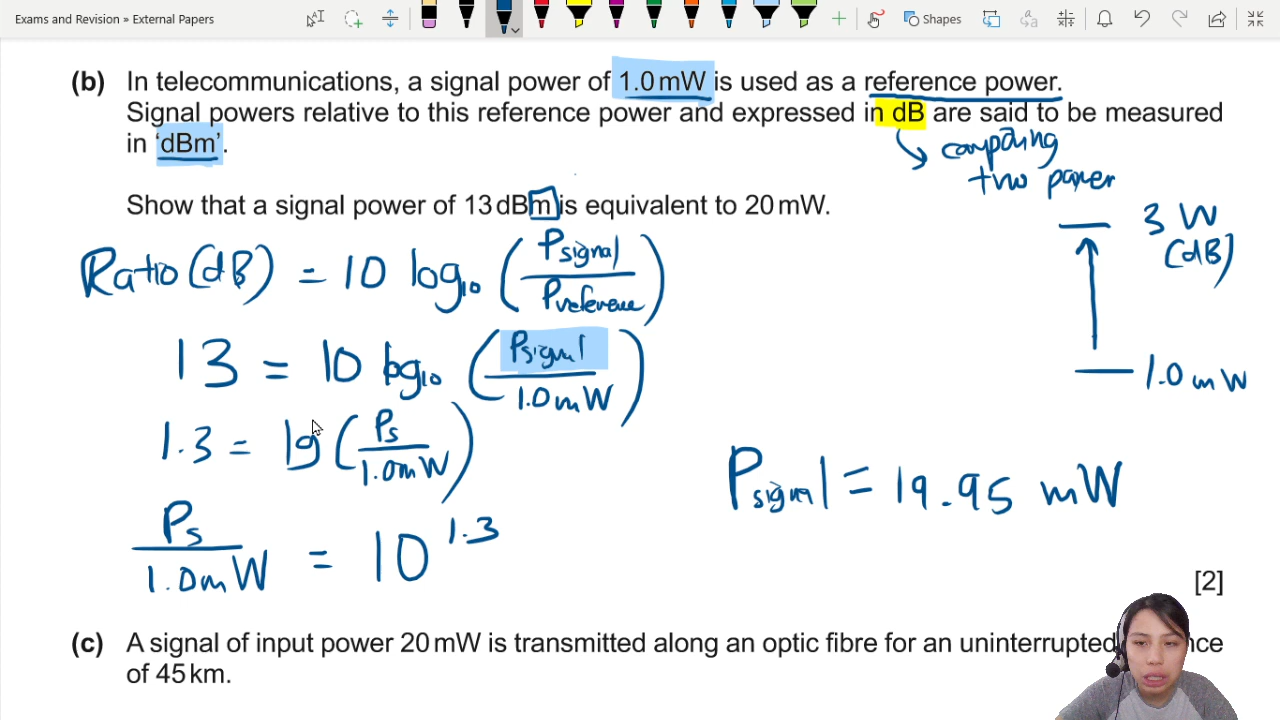 Exams and Revision » External Papers
Shapes
(b) In telecommunications, a signal power of 1.0 mW is used as a reference power.
Signal powers relative to this reference power and expressed in dB are said to be measured
in 'dBm'.
comparing
two power
Show that a signal power of 13 dBm is equivalent to 20 mW.
3 W
(dB)
1.0 mW
Ratio (dB) = 10 log10 (Psignal / Preference)
13 = 10 log10 (Psignal / 1.0 mW)
1.3 = lg (Ps / 1.0 mW)
Ps / 1.0 mW = 10^1.3
Psignal = 19.95 mW
[2]
(c) A signal of input power 20 mW is transmitted along an optic fibre for an uninterrupted nce
of 45 km.